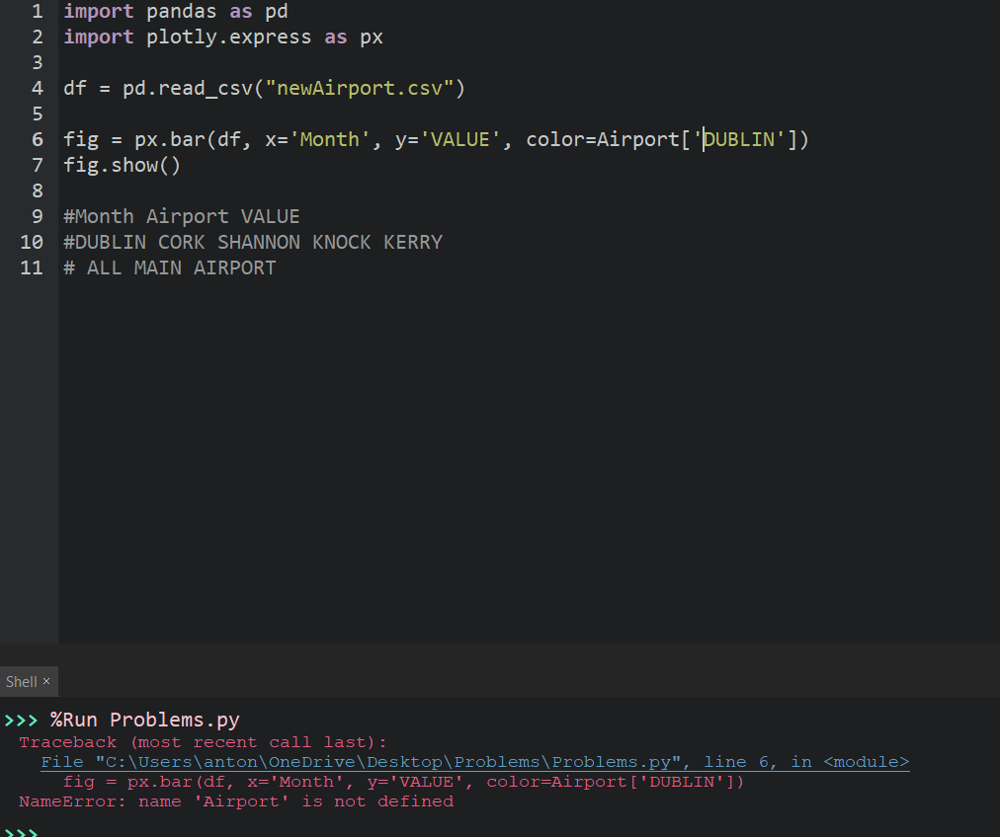 1 import pandas as pd
2 import plotly.express as px
3
4 df = pd.read_csv("newAirport.csv")
5
6 fig = px.bar(df, x='Month', y='VALUE', color=Airport['DUBLIN'])
7 fig.show()
8
9 #Month Airport VALUE
10 #DUBLIN CORK SHANNON KNOCK KERRY
11 # ALL MAIN AIRPORT
Shell ×
>>> %Run Problems.py
Traceback (most recent call last):
File "C:\Users\anton\OneDrive\Desktop\Problems\Problems.py", line 6, in <module>
fig = px.bar(df, x='Month', y='VALUE', color=Airport['DUBLIN'])
NameError: name 'Airport' is not defined
>>>